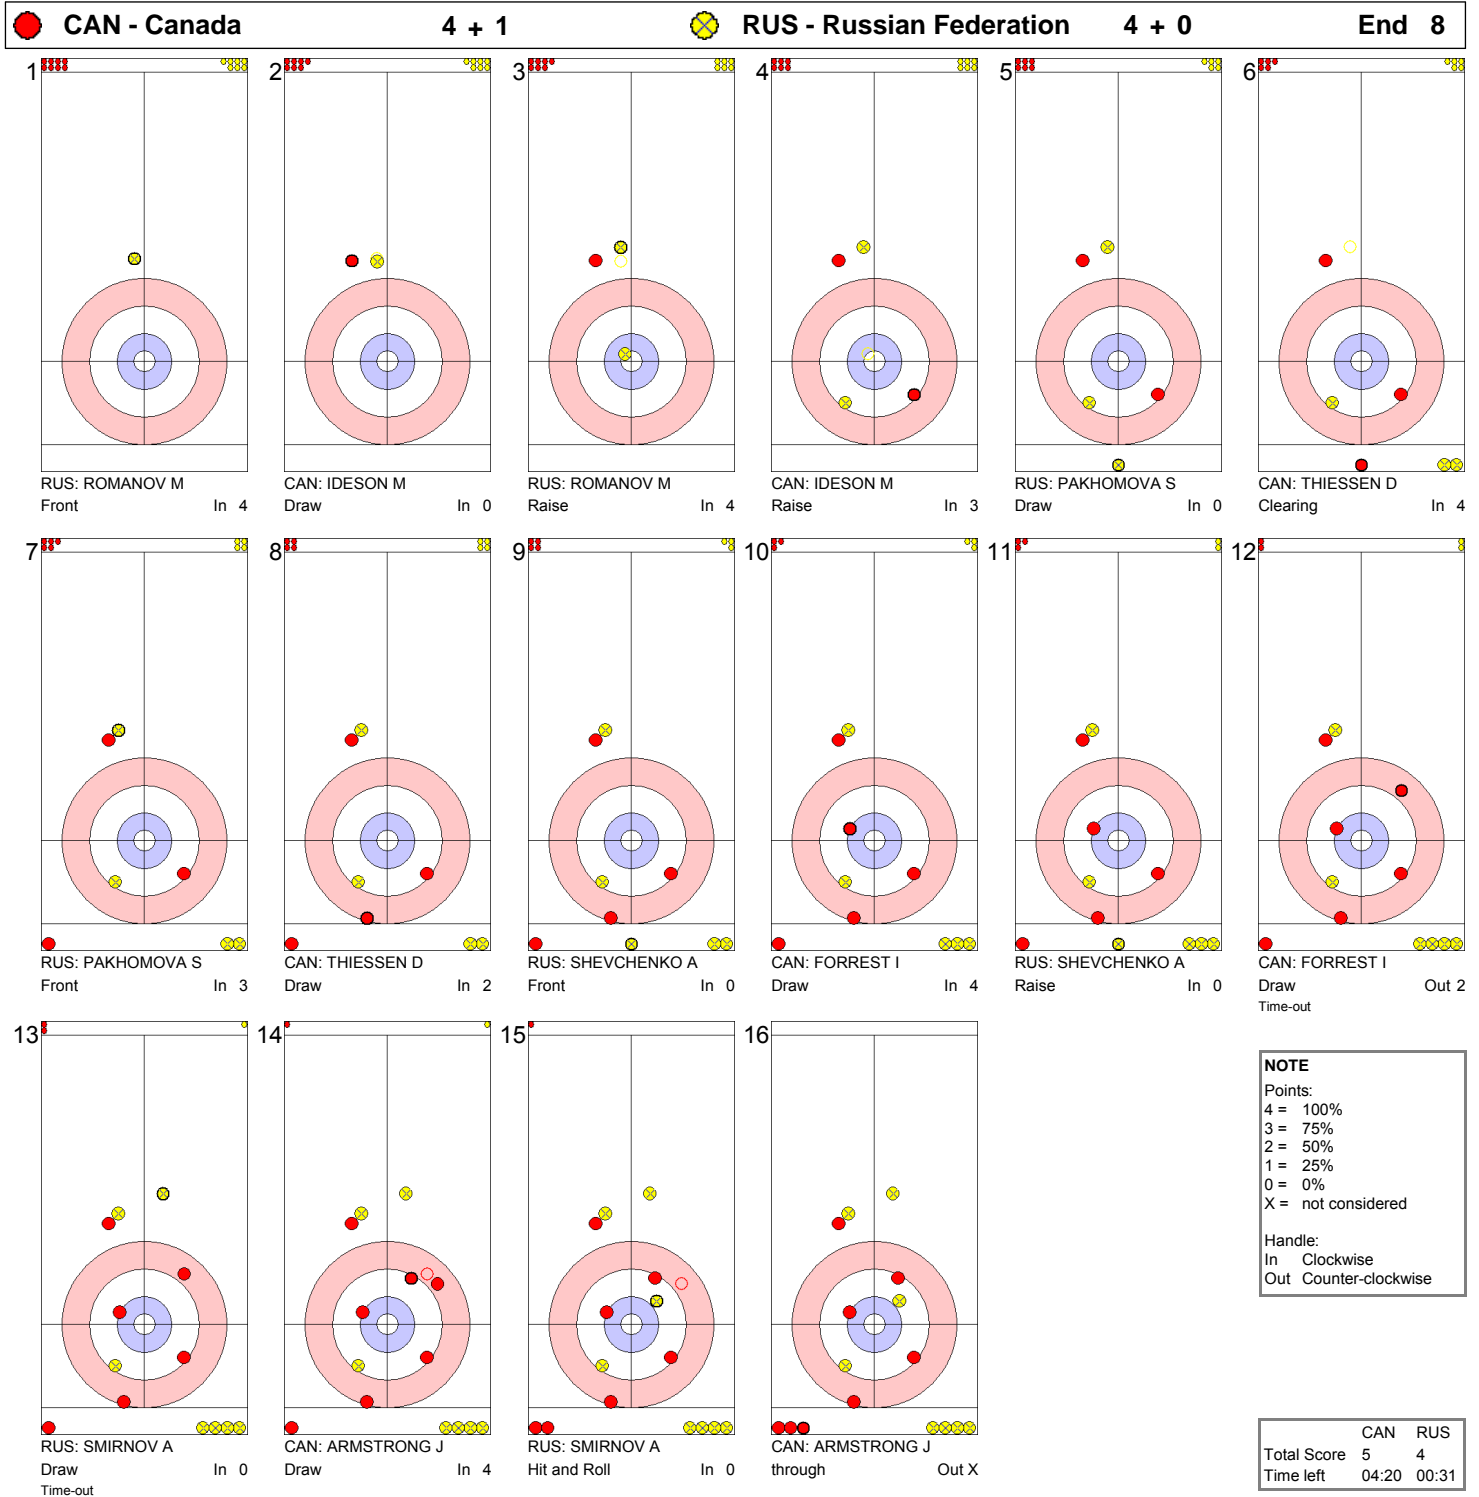 CAN - Canada 4 + 1 RUS - Russian Federation 4 + 0 End 8
1 2 3 4 5 6
RUS: ROMANOV M
Front In 4
CAN: IDESON M
Draw In 0
RUS: ROMANOV M
Raise In 4
CAN: IDESON M
Raise In 3
RUS: PAKHOMOVA S
Draw In 0
CAN: THIESSEN D
Clearing In 4
7 8 9 10 11 12
RUS: PAKHOMOVA S
Front In 3
CAN: THIESSEN D
Draw In 2
RUS: SHEVCHENKO A
Front In 0
CAN: FORREST I
Draw In 4
RUS: SHEVCHENKO A
Raise In 0
CAN: FORREST I
Draw Out 2
Time-out
13 14 15 16
RUS: SMIRNOV A
Draw In 0
Time-out
CAN: ARMSTRONG J
Draw In 4
RUS: SMIRNOV A
Hit and Roll In 0
CAN: ARMSTRONG J
through Out X
NOTE
Points:
4 = 100%
3 = 75%
2 = 50%
1 = 25%
0 = 0%
X = not considered
Handle:
In Clockwise
Out Counter-clockwise
CAN RUS
Total Score 5 4
Time left 04:20 00:31